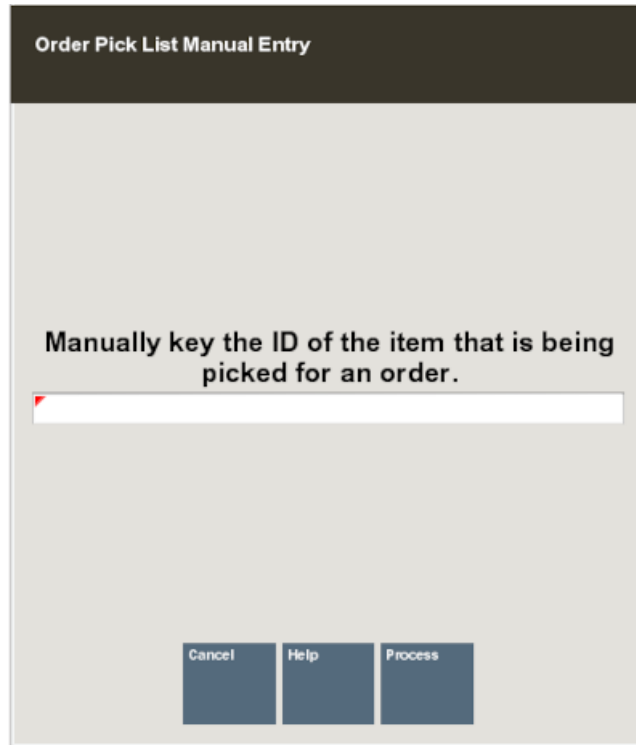 Order Pick List Manual Entry
Manually key the ID of the item that is being
picked for an order.
Cancel Help Process